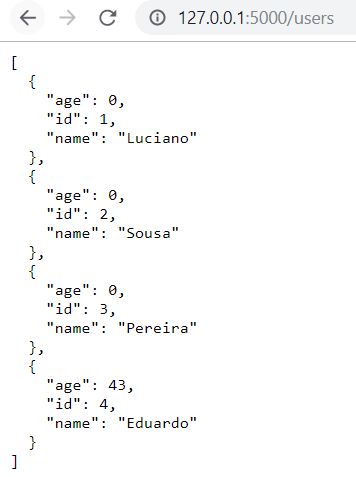 127.0.0.1:5000/users
[
  {
    "age": 0,
    "id": 1,
    "name": "Luciano"
  },
  {
    "age": 0,
    "id": 2,
    "name": "Sousa"
  },
  {
    "age": 0,
    "id": 3,
    "name": "Pereira"
  },
  {
    "age": 43,
    "id": 4,
    "name": "Eduardo"
  }
]